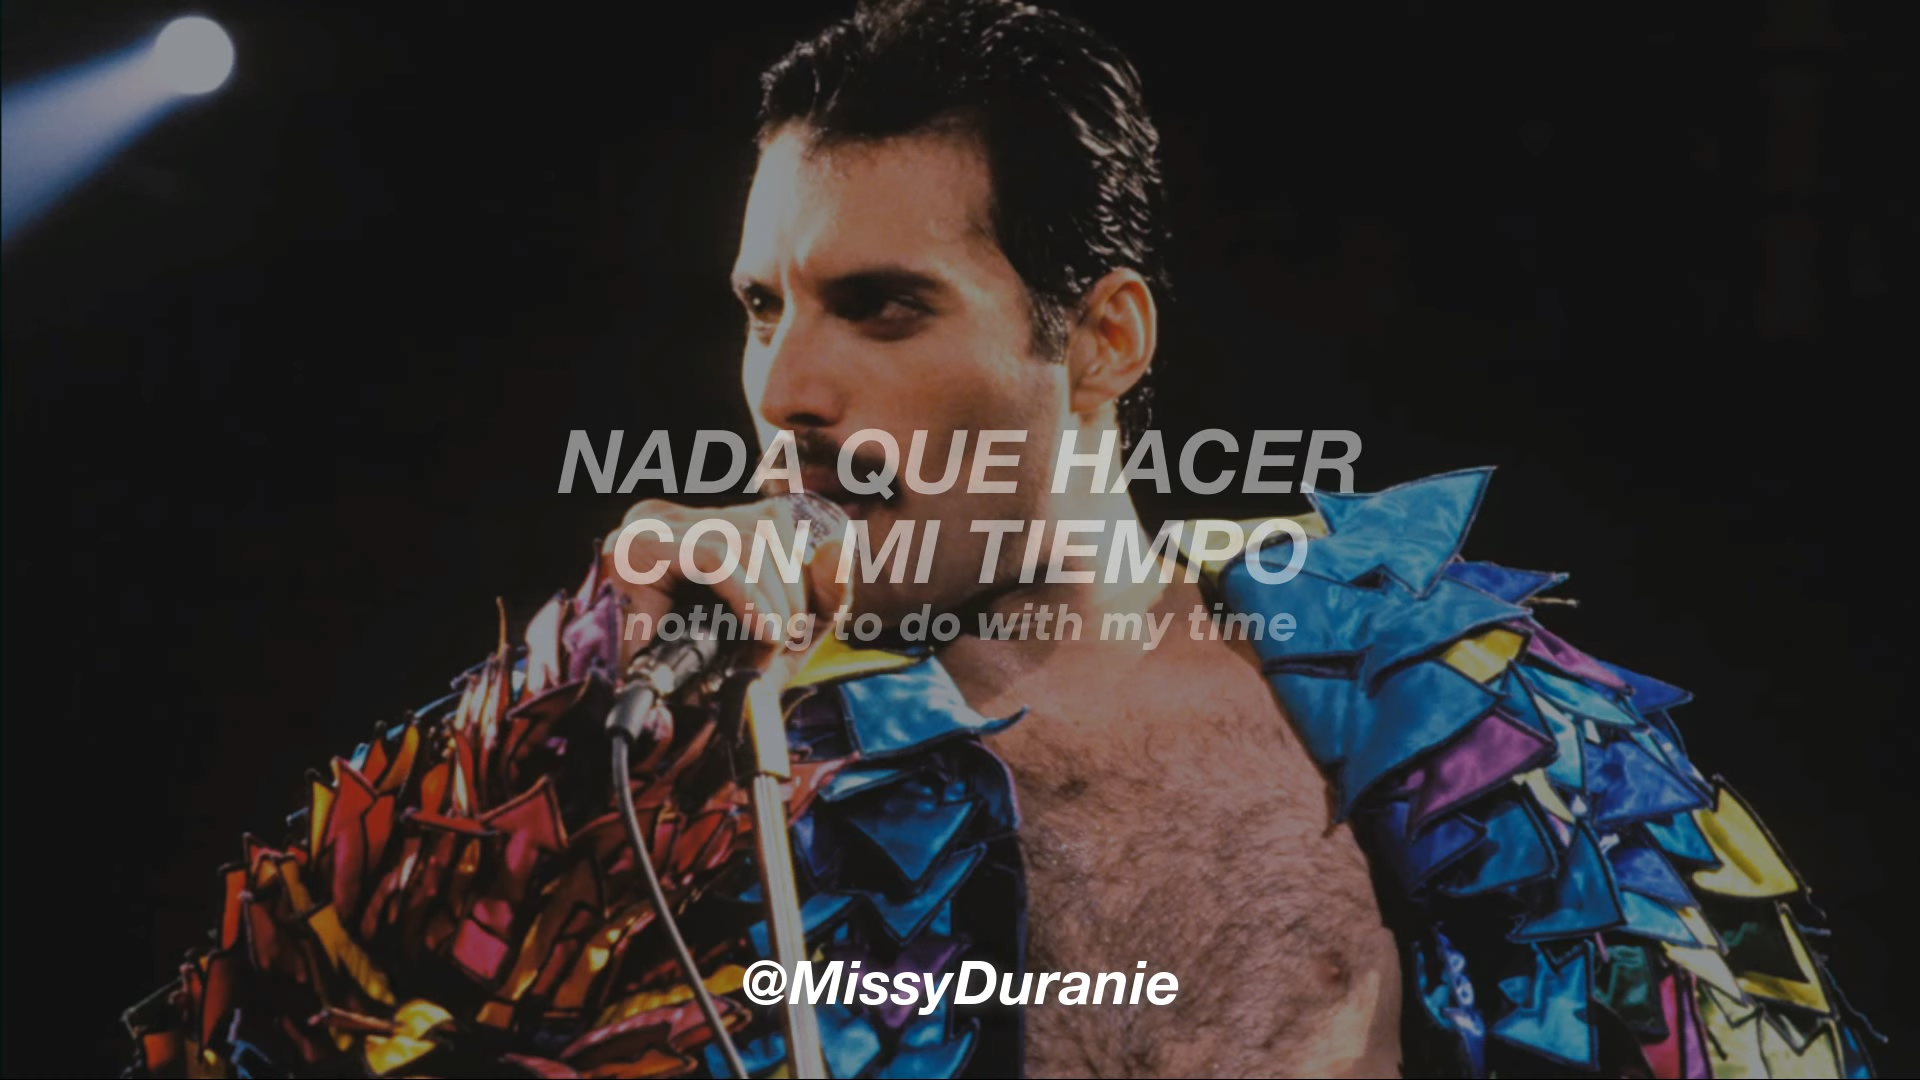 NADA QUE HACER
CON MI TIEMPO
nothing to do with my time
@MissyDuranie